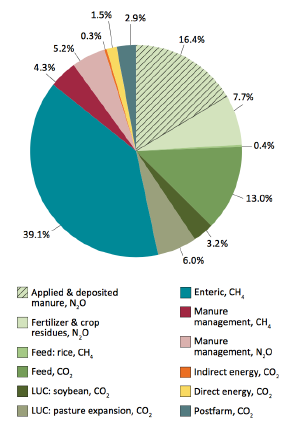 1.5%
2.9%
0.3%
16.4%
5.2%
4.3%
7.7%
0.4%
13.0%
39.1%
3.2%
6.0%
Applied & deposited
manure, N₂O
Fertilizer & crop
residues, N₂O
Feed: rice, CH₄
Feed, CO₂
LUC: soybean, CO₂
LUC: pasture expansion, CO₂
Enteric, CH₄
Manure
management, CH₄
Manure
management, N₂O
Indirect energy, CO₂
Direct energy, CO₂
Postfarm, CO₂